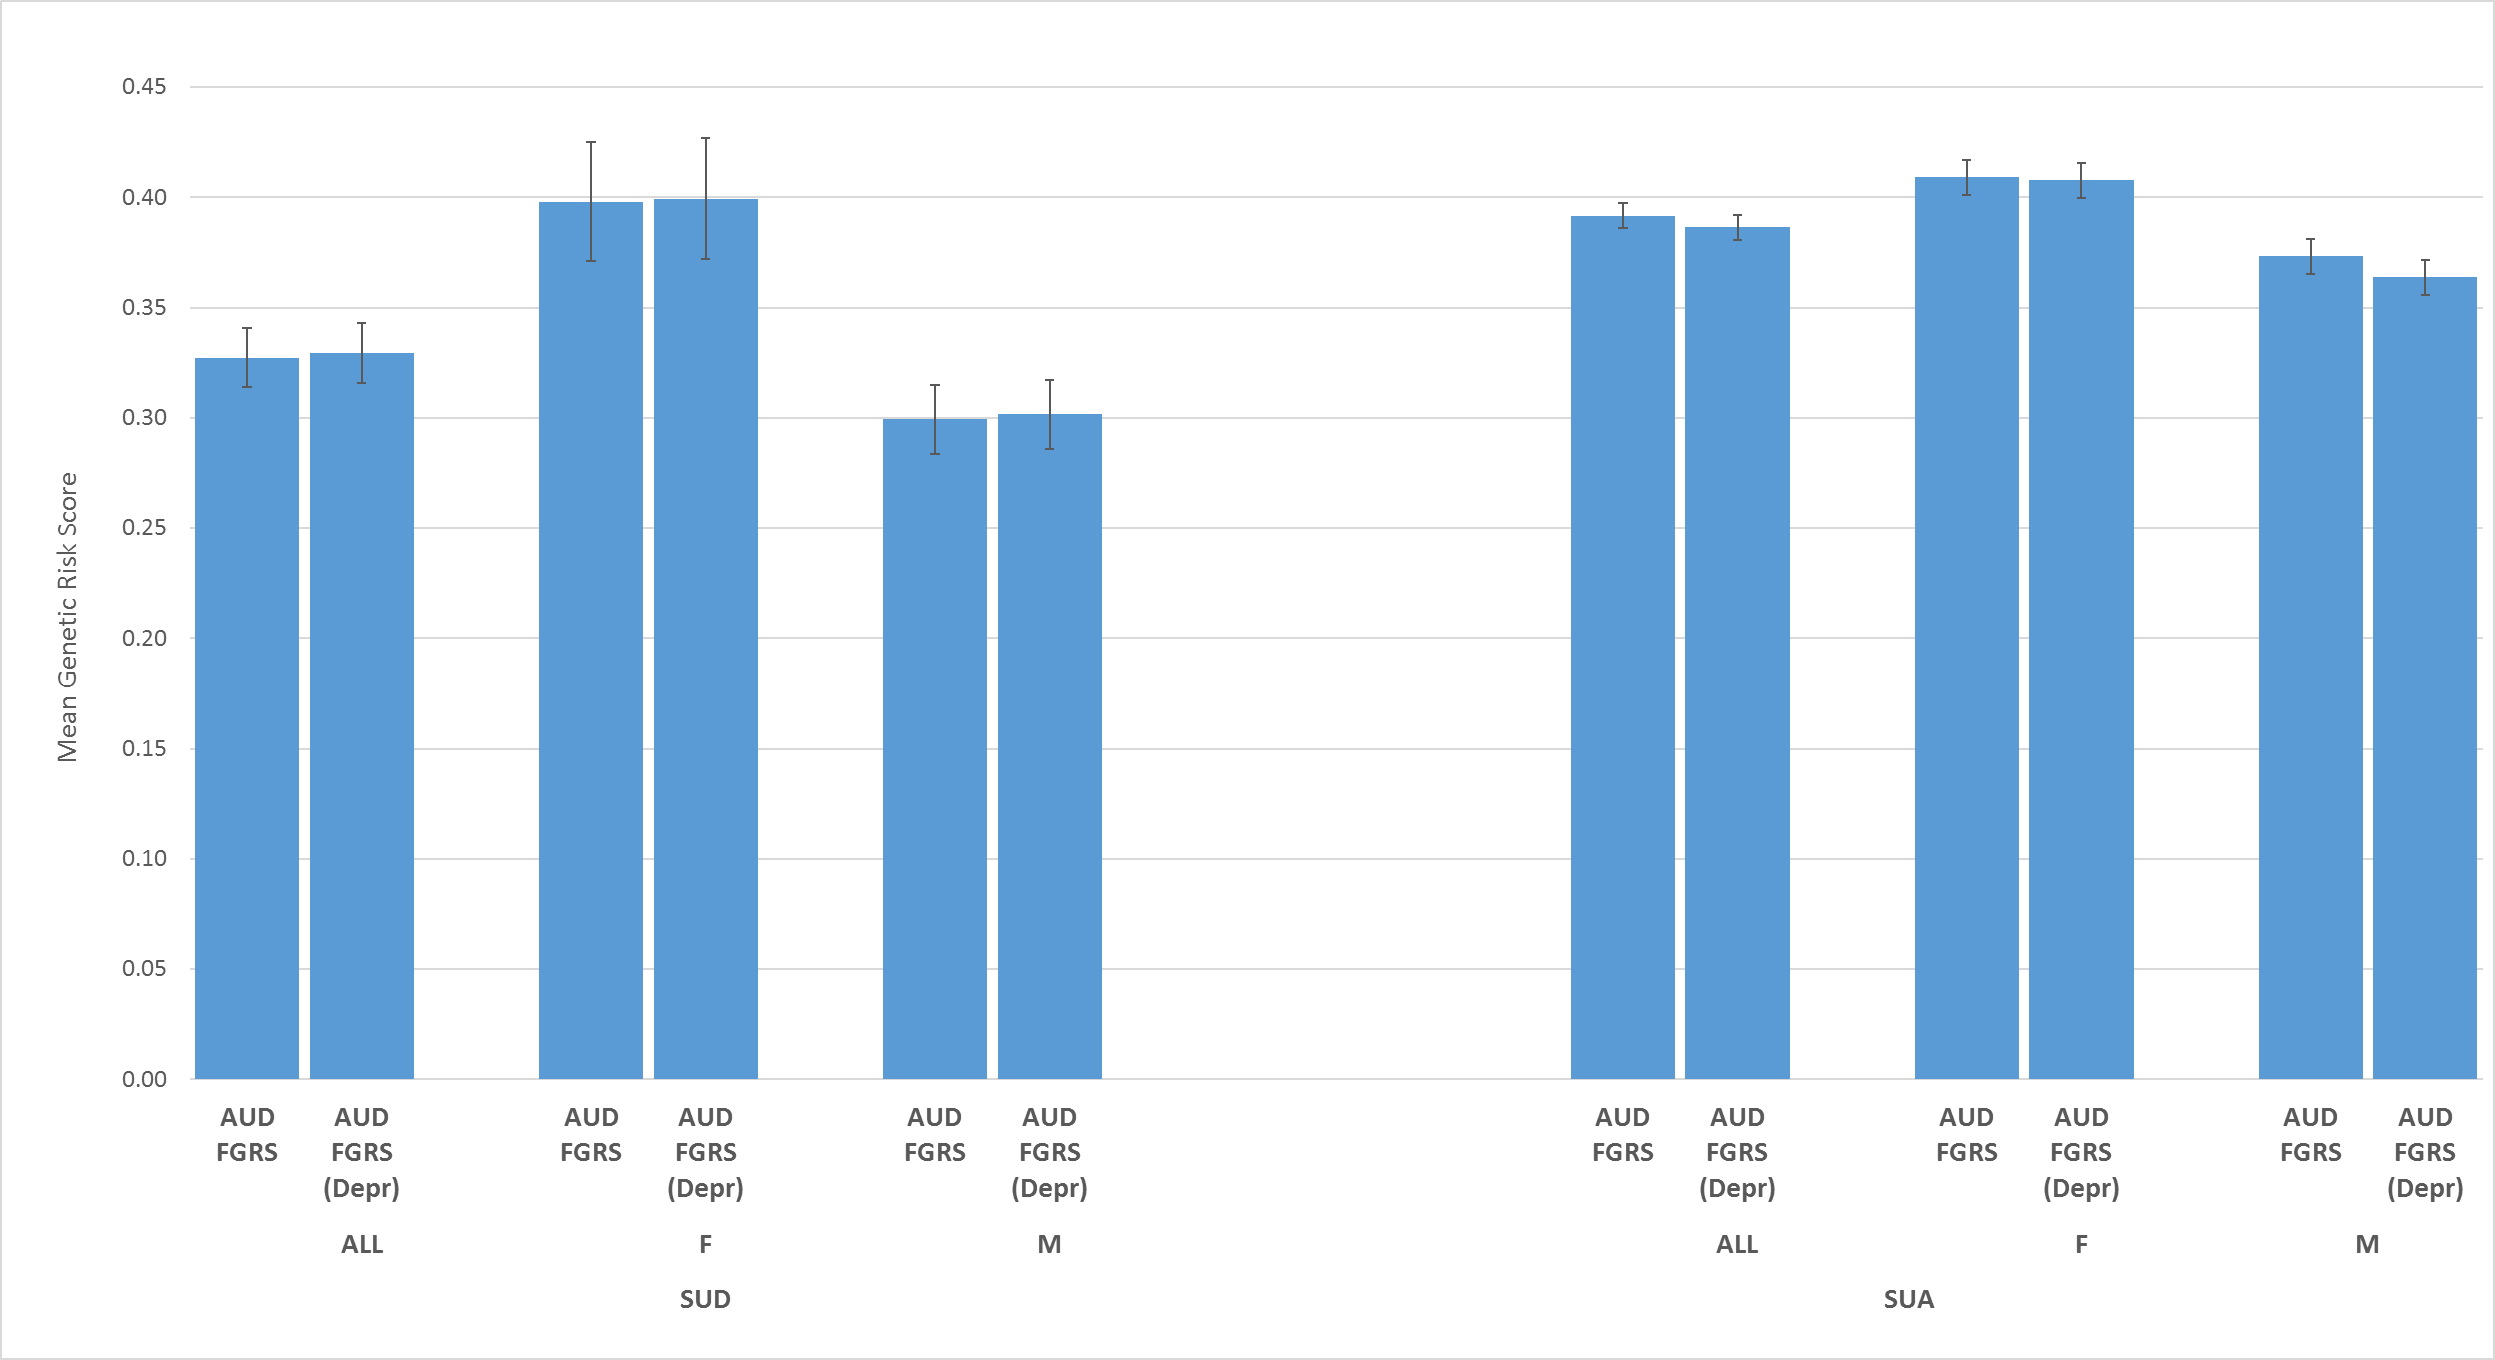 0.45
0.40
0.35
0.30
0.25
0.20
0.15
0.10
0.05
0.00
Mean Genetic Risk Score
AUD AUD AUD AUD AUD AUD AUD AUD AUD AUD AUD AUD
FGRS FGRS FGRS FGRS FGRS FGRS FGRS FGRS FGRS FGRS FGRS FGRS
(Depr) (Depr) (Depr) (Depr) (Depr) (Depr)
ALL F M ALL F M
SUD SUA